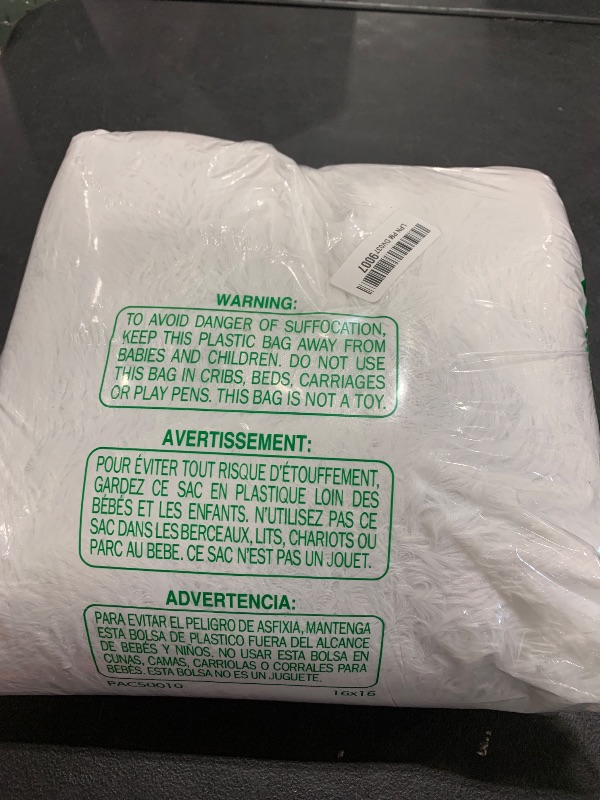 LPN PM DV0379007
WARNING:
TO AVOID DANGER OF SUFFOCATION,
KEEP THIS PLASTIC BAG AWAY FROM
BABIES AND CHILDREN. DO NOT USE
THIS BAG IN CRIBS, BEDS, CARRIAGES
OR PLAY PENS. THIS BAG IS NOT A TOY.
AVERTISSEMENT:
POUR ÉVITER TOUT RISQUE D'ÉTOUFFEMENT,
GARDEZ CE SAC EN PLASTIQUE LOIN DES
BÉBÉS ET LES ENFANTS. N'UTILISEZ PAS CE
SAC DANS LES BERCEAUX, LITS, CHARIOTS OU
PARC AU BEBE. CE SAC N'EST PAS UN JOUET.
ADVERTENCIA:
PARA EVITAR EL PELIGRO DE ASFIXIA, MANTENGA
ESTA BOLSA DE PLASTICO FUERA DEL ALCANCE
DE BEBÉS Y NIÑOS. NO USAR ESTA BOLSA EN
CUNAS, CAMAS, CARRIOLAS O CORRALES PARA
BEBÉS. ESTA BOLSA NO ES UN JUGUETE.
PAC50010 16x16